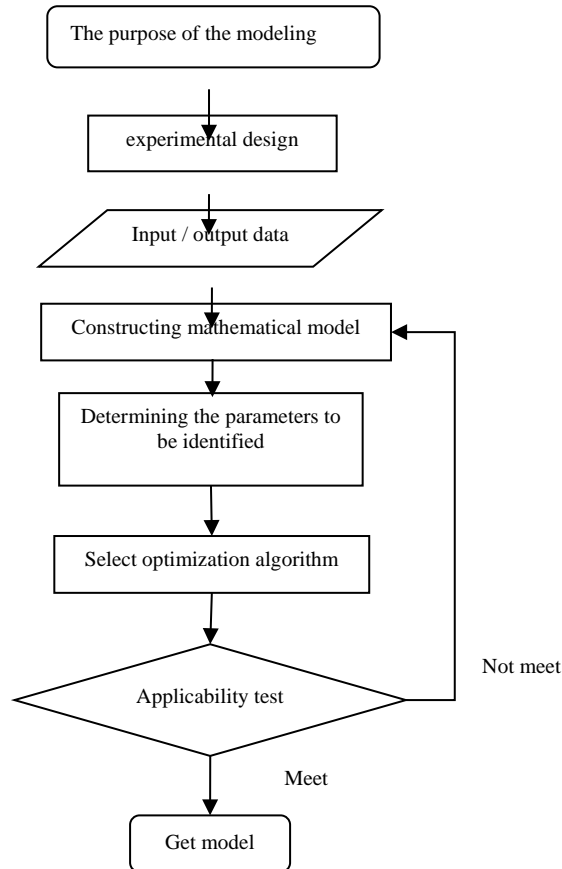 The purpose of the modeling
experimental design
Input / output data
Constructing mathematical model
Determining the parameters to
be identified
Select optimization algorithm
Applicability test
Not meet
Meet
Get model